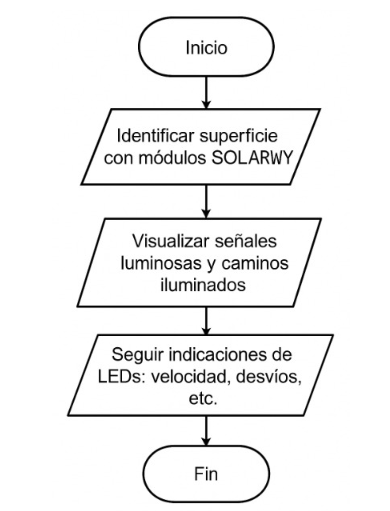 Inicio
Identificar superficie
con módulos SOLARWY
Visualizar señales
luminosas y caminos
iluminados
Seguir indicaciones de
LEDs: velocidad, desvíos,
etc.
Fin